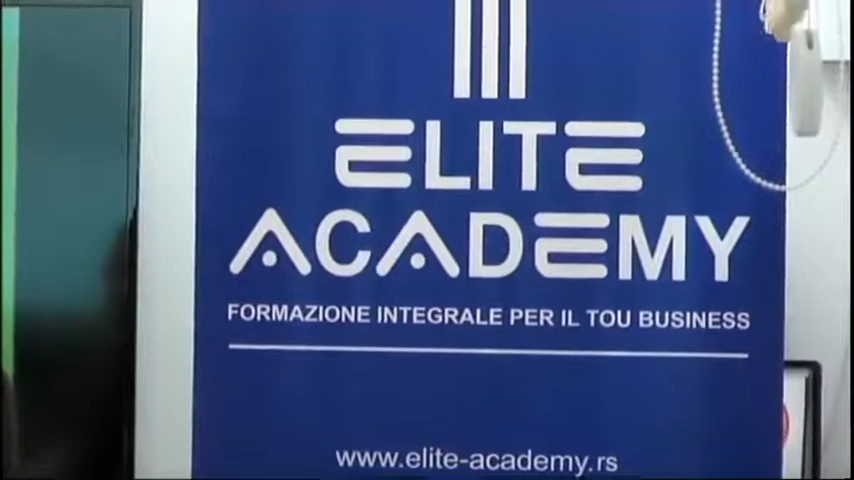 ELITE
ACADEMY
FORMAZIONE INTEGRALE PER IL TOU BUSINESS
www.elite-academy.rs